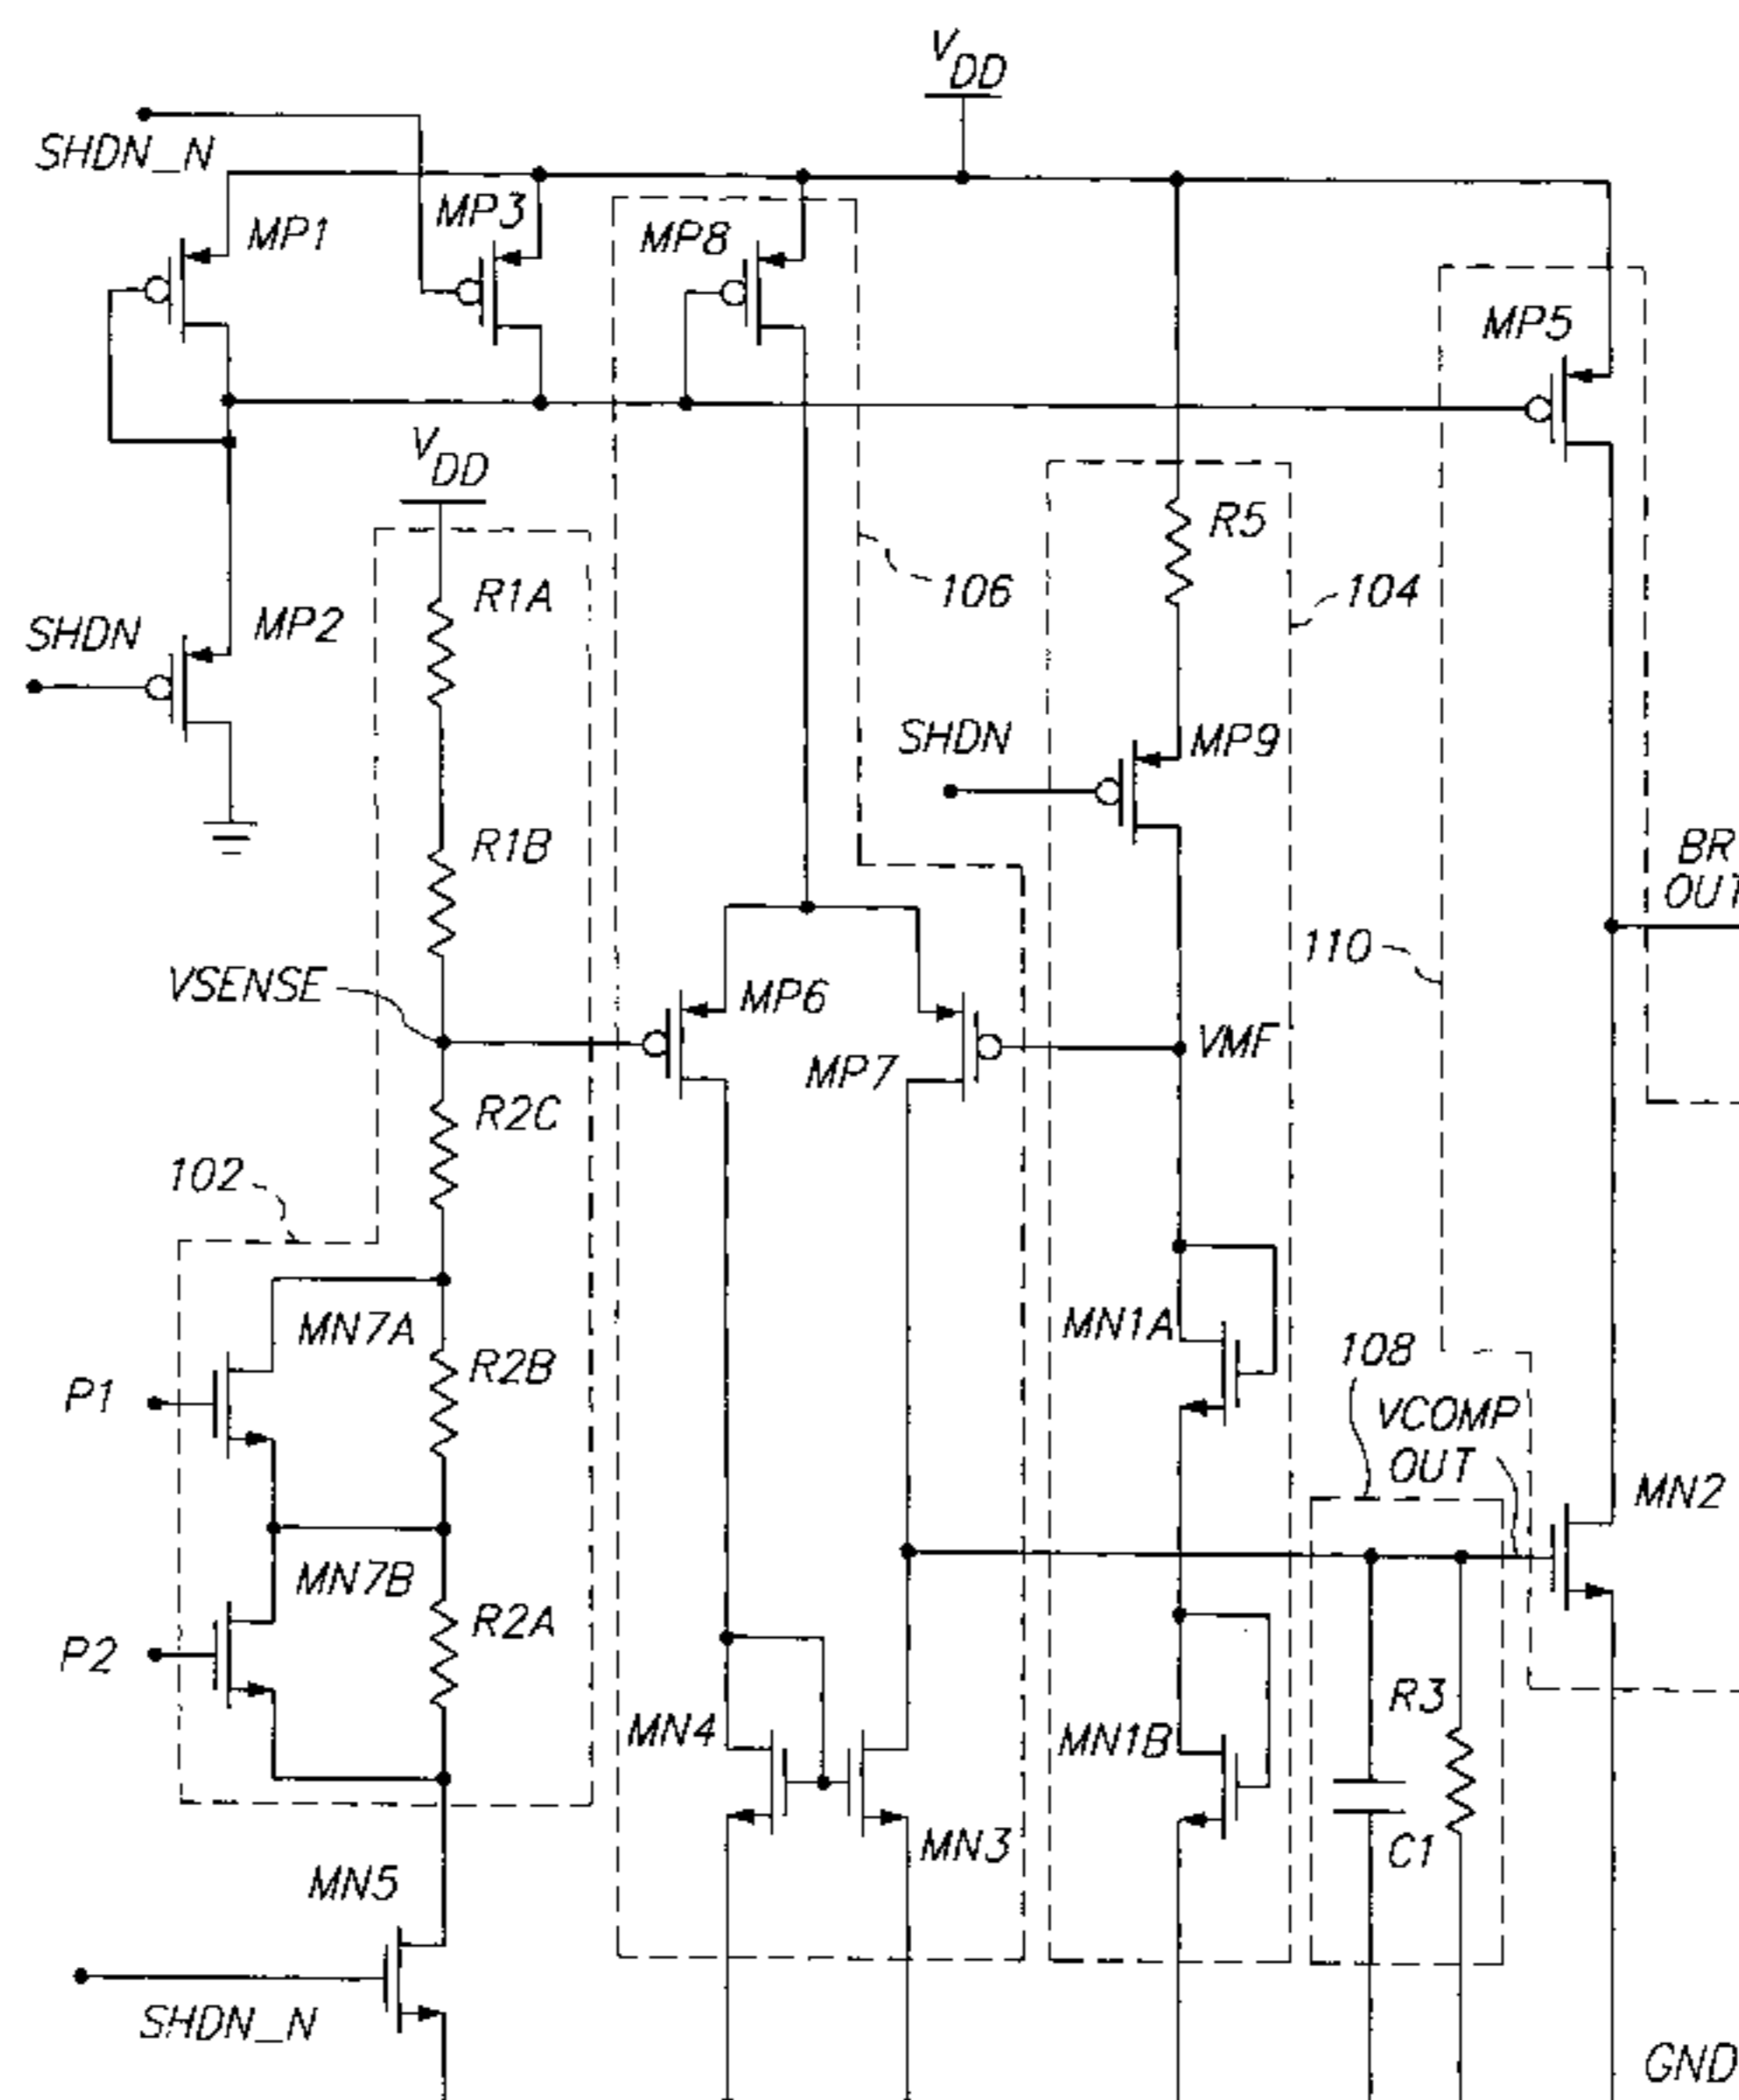 VDD
SHDN_N
MP1
MP3
MP8
MP5
VDD
R5
R1A
106
104
SHDN
MP2
SHDN
MP9
R1B
BR
OUT
110
VSENSE
MP6
VMF
MP7
R2C
102
MN7A
MN1A
108
R2B
P1
VCOMP
OUT
MN2
MN7B
R2A
P2
R3
MN4
MN1B
MN3
C1
MN5
SHDN_N
GND